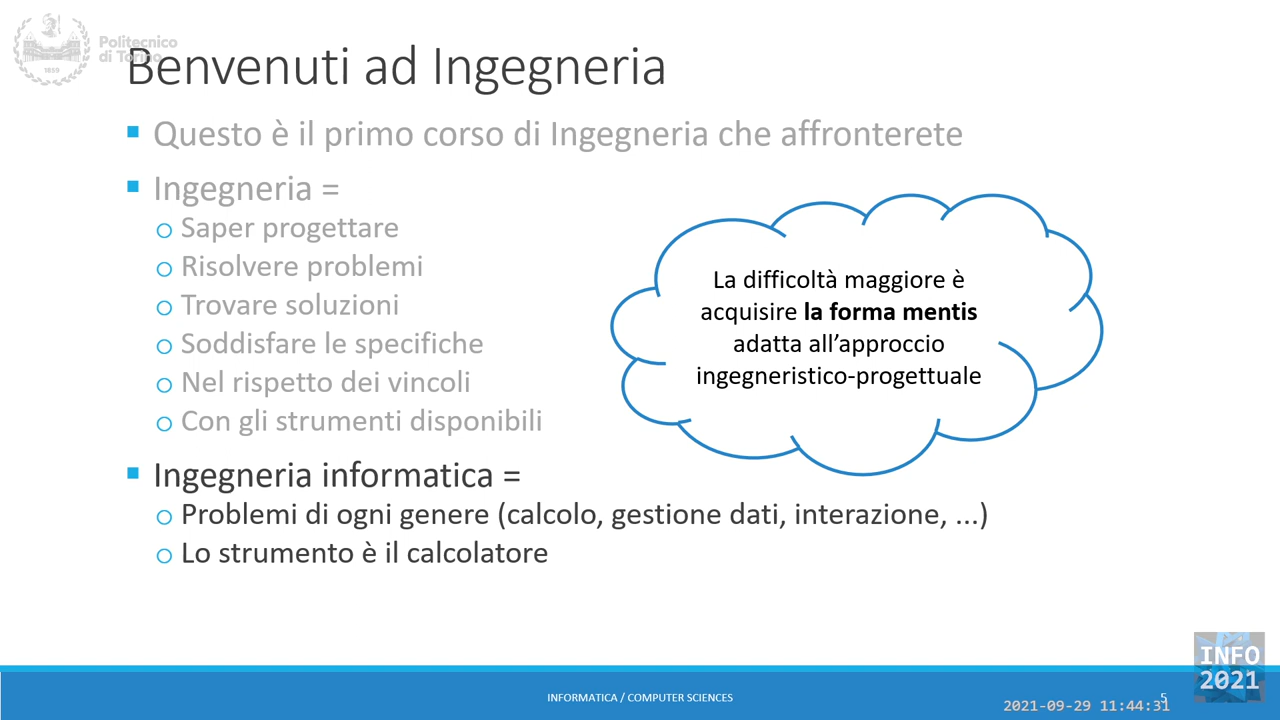 Politecnico
di Torino
1859
Benvenuti ad Ingegneria
Questo è il primo corso di Ingegneria che affronterete
Ingegneria =
Saper progettare
Risolvere problemi
Trovare soluzioni
Soddisfare le specifiche
Nel rispetto dei vincoli
Con gli strumenti disponibili
La difficoltà maggiore è
acquisire la forma mentis
adatta all’approccio
ingegneristico-progettuale
Ingegneria informatica =
Problemi di ogni genere (calcolo, gestione dati, interazione, ...)
Lo strumento è il calcolatore
INFORMATICA / COMPUTER SCIENCES
5
INFO
2021
2021-09-29 11:44:31